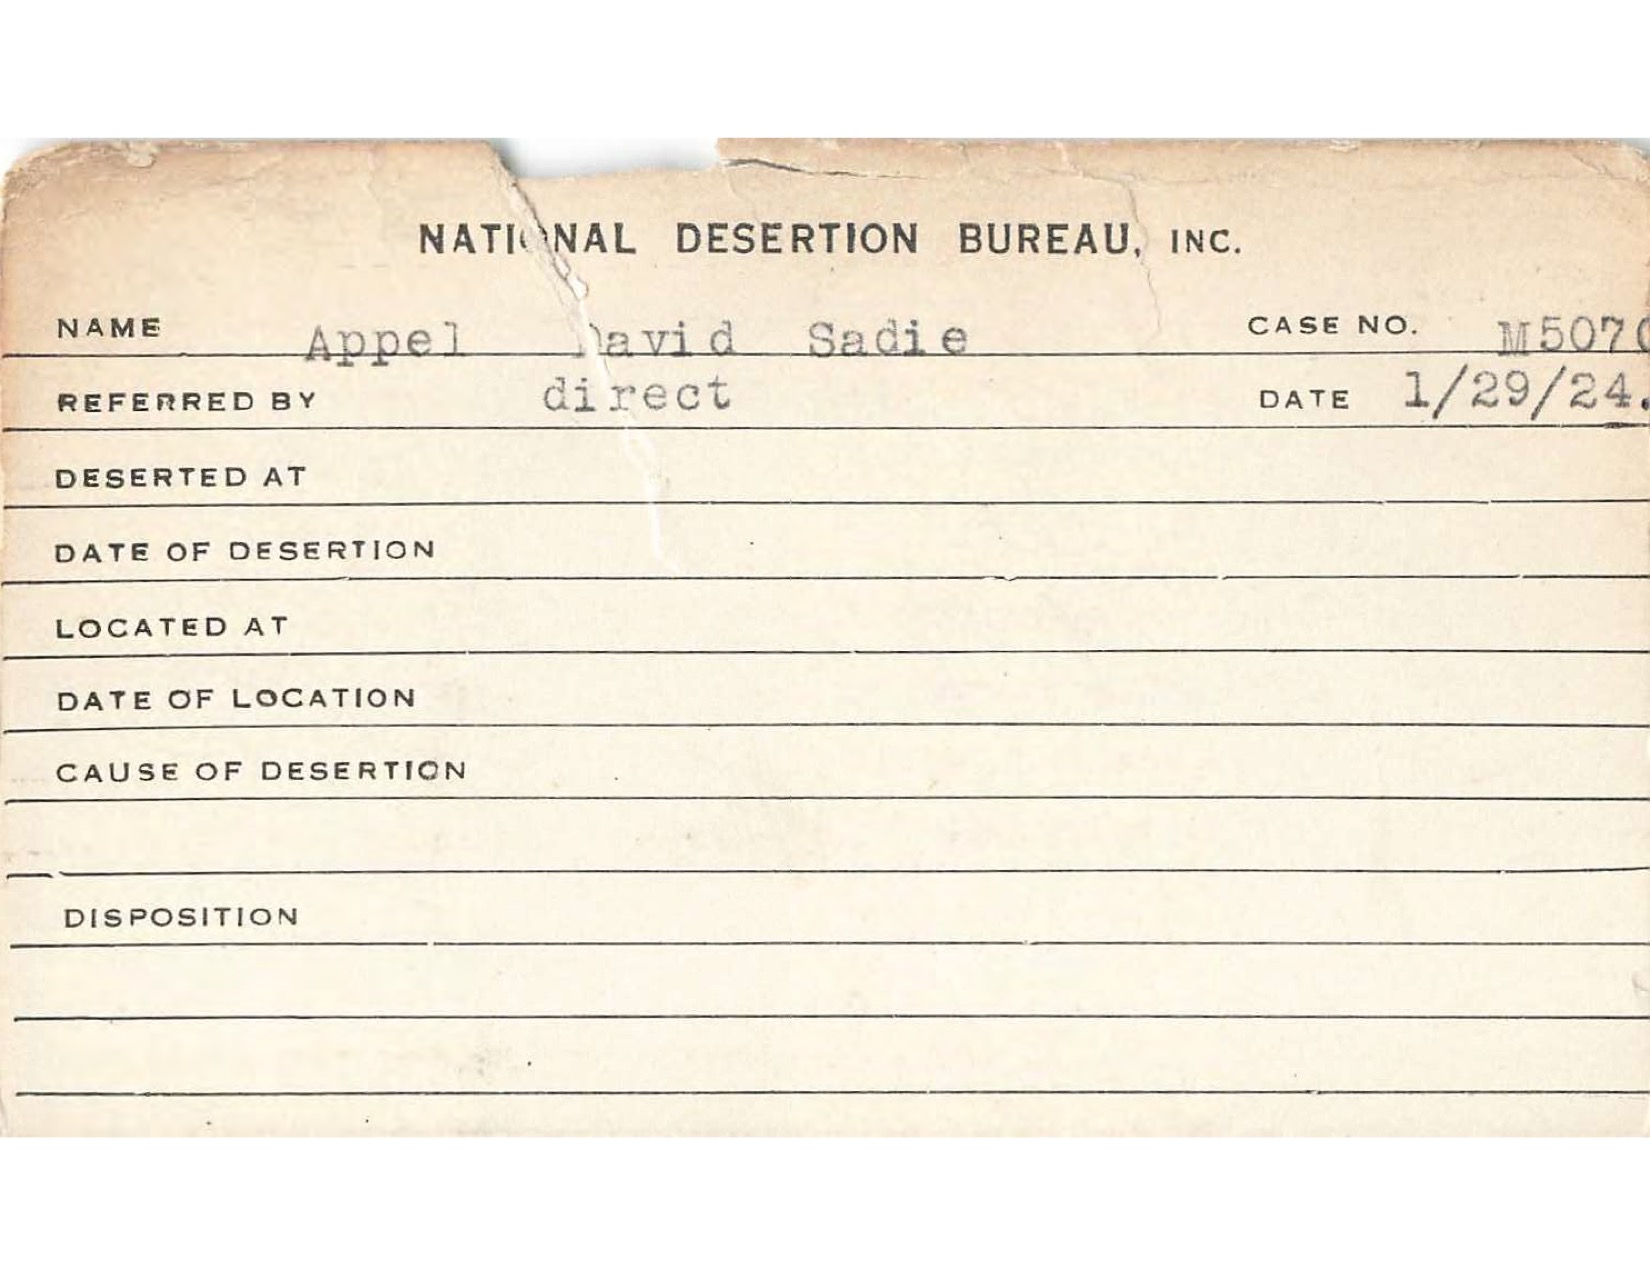 NATIONAL DESERTION BUREAU, INC.
NAME Appel David Sadie CASE NO.
REFERRED BY direct DATE 1/29/24.
DESERTED AT
DATE OF DESERTION
LOCATED AT
DATE OF LOCATION
CAUSE OF DESERTION
DISPOSITION